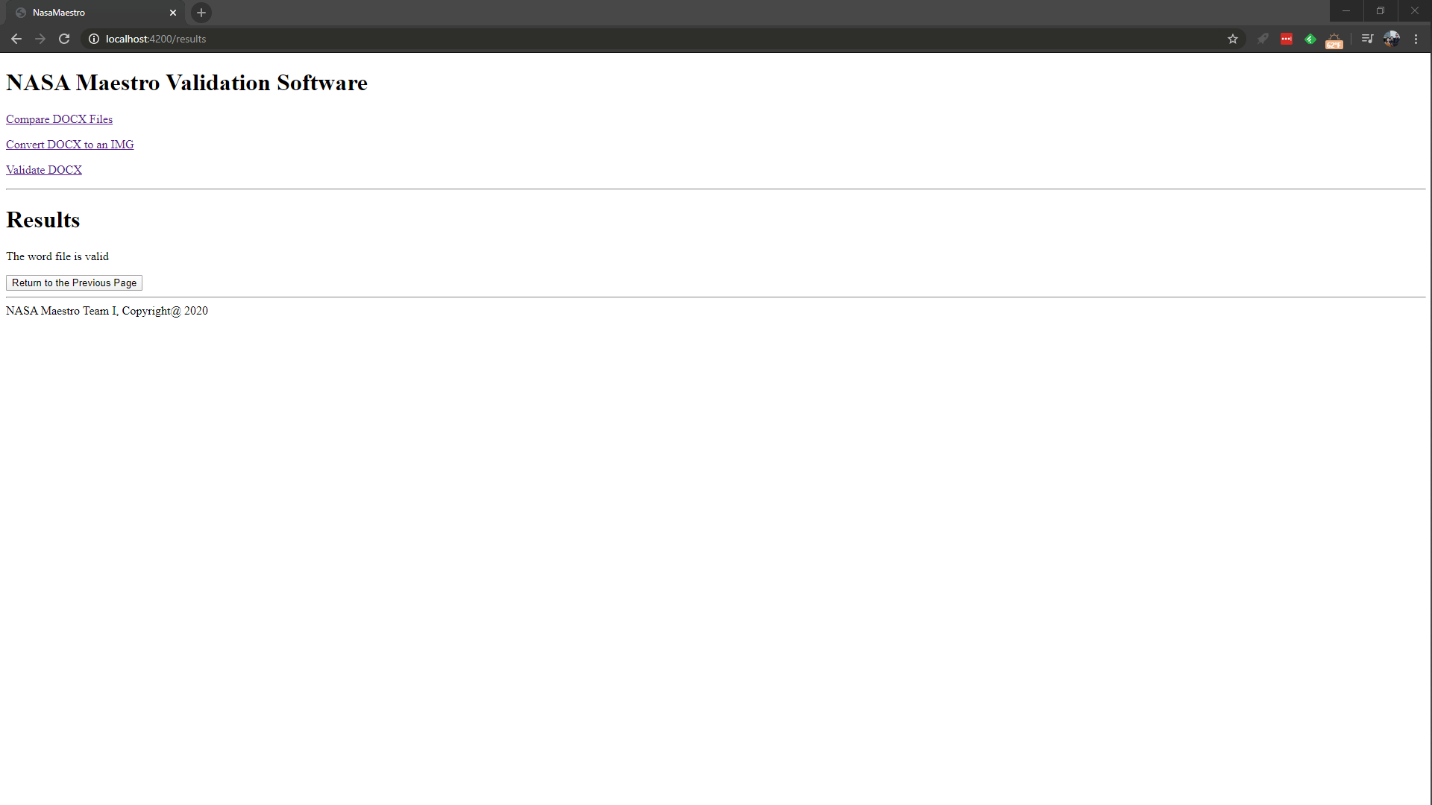 NasaMaestro
localhost:4200/results
NASA Maestro Validation Software
Compare DOCX Files
Convert DOCX to an IMG
Validate DOCX
Results
The word file is valid
Return to the Previous Page
NASA Maestro Team I, Copyright@ 2020